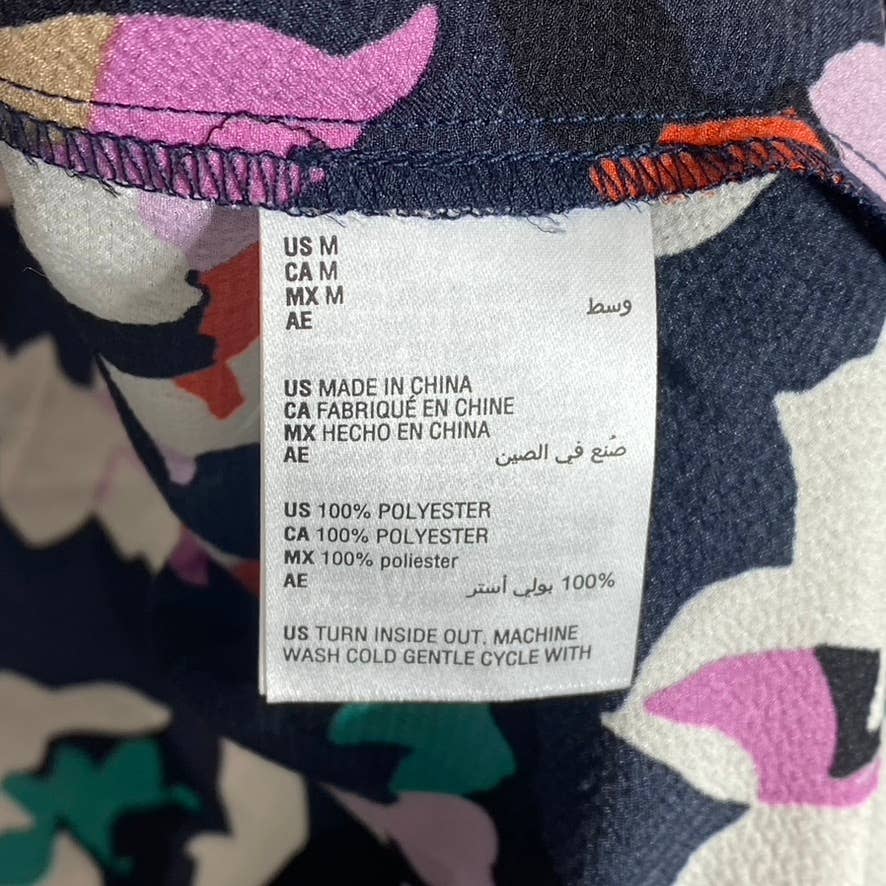 US M
CA M
MX M
AE وسط
US MADE IN CHINA
CA FABRIQUÉ EN CHINE
MX HECHO EN CHINA
AE صُنع في الصين
US 100% POLYESTER
CA 100% POLYESTER
MX 100% poliester
AE 100% بولي أستر
US TURN INSIDE OUT. MACHINE
WASH COLD GENTLE CYCLE WITH